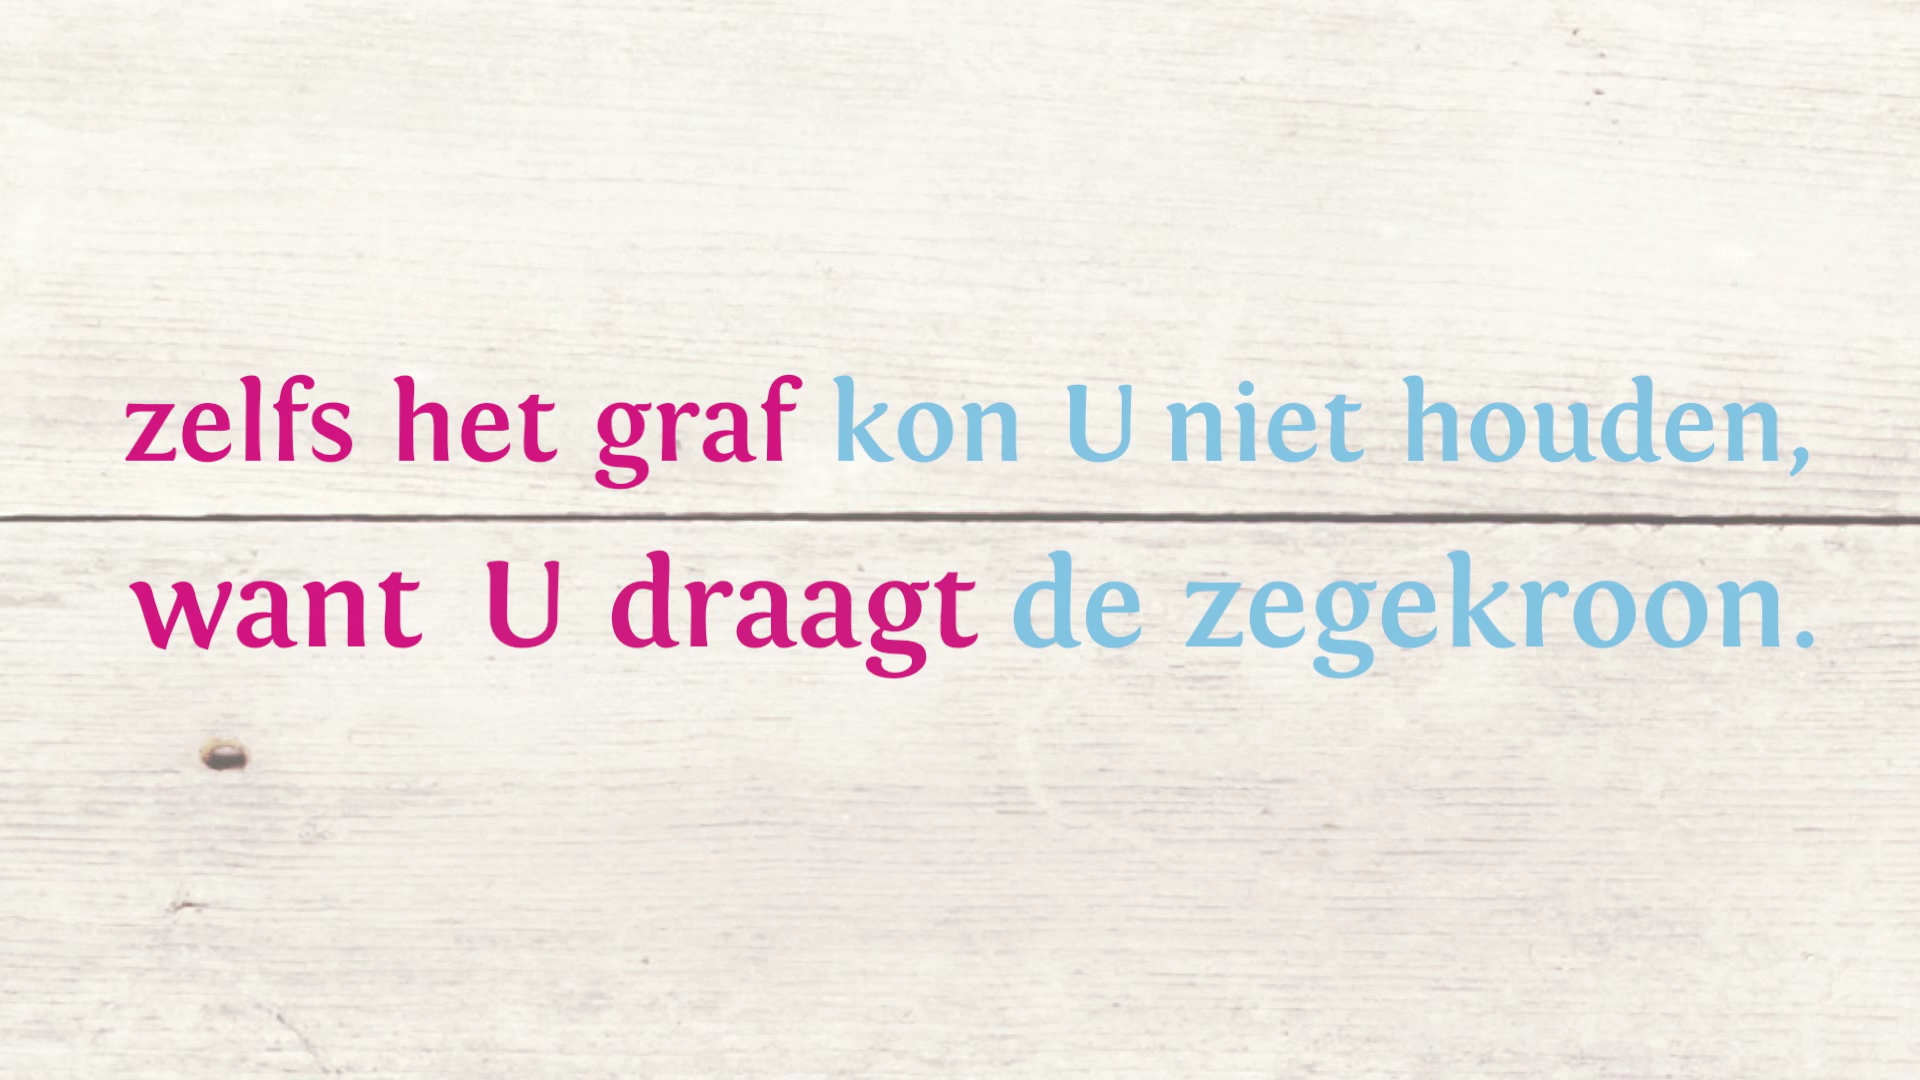 zelfs het graf kon U niet houden,
want U draagt de zegekroon.